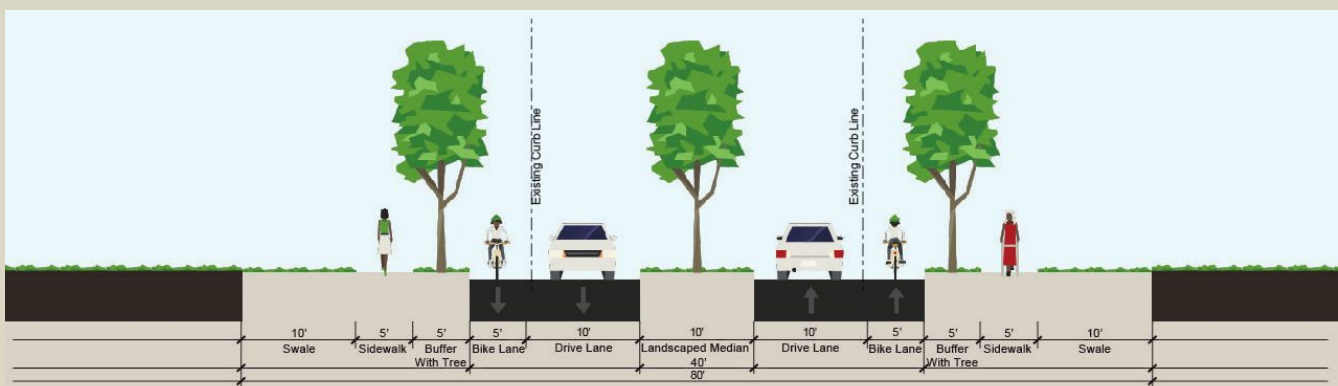 Existing Curb Line
Existing Curb Line
10' 5' 5' 5' 10' 10' 10' 5' 5' 5' 10'
Swale Sidewalk Buffer Bike Lane Drive Lane Landscaped Median Drive Lane Bike Lane Buffer Sidewalk Swale
With Tree With Tree
40'
80'